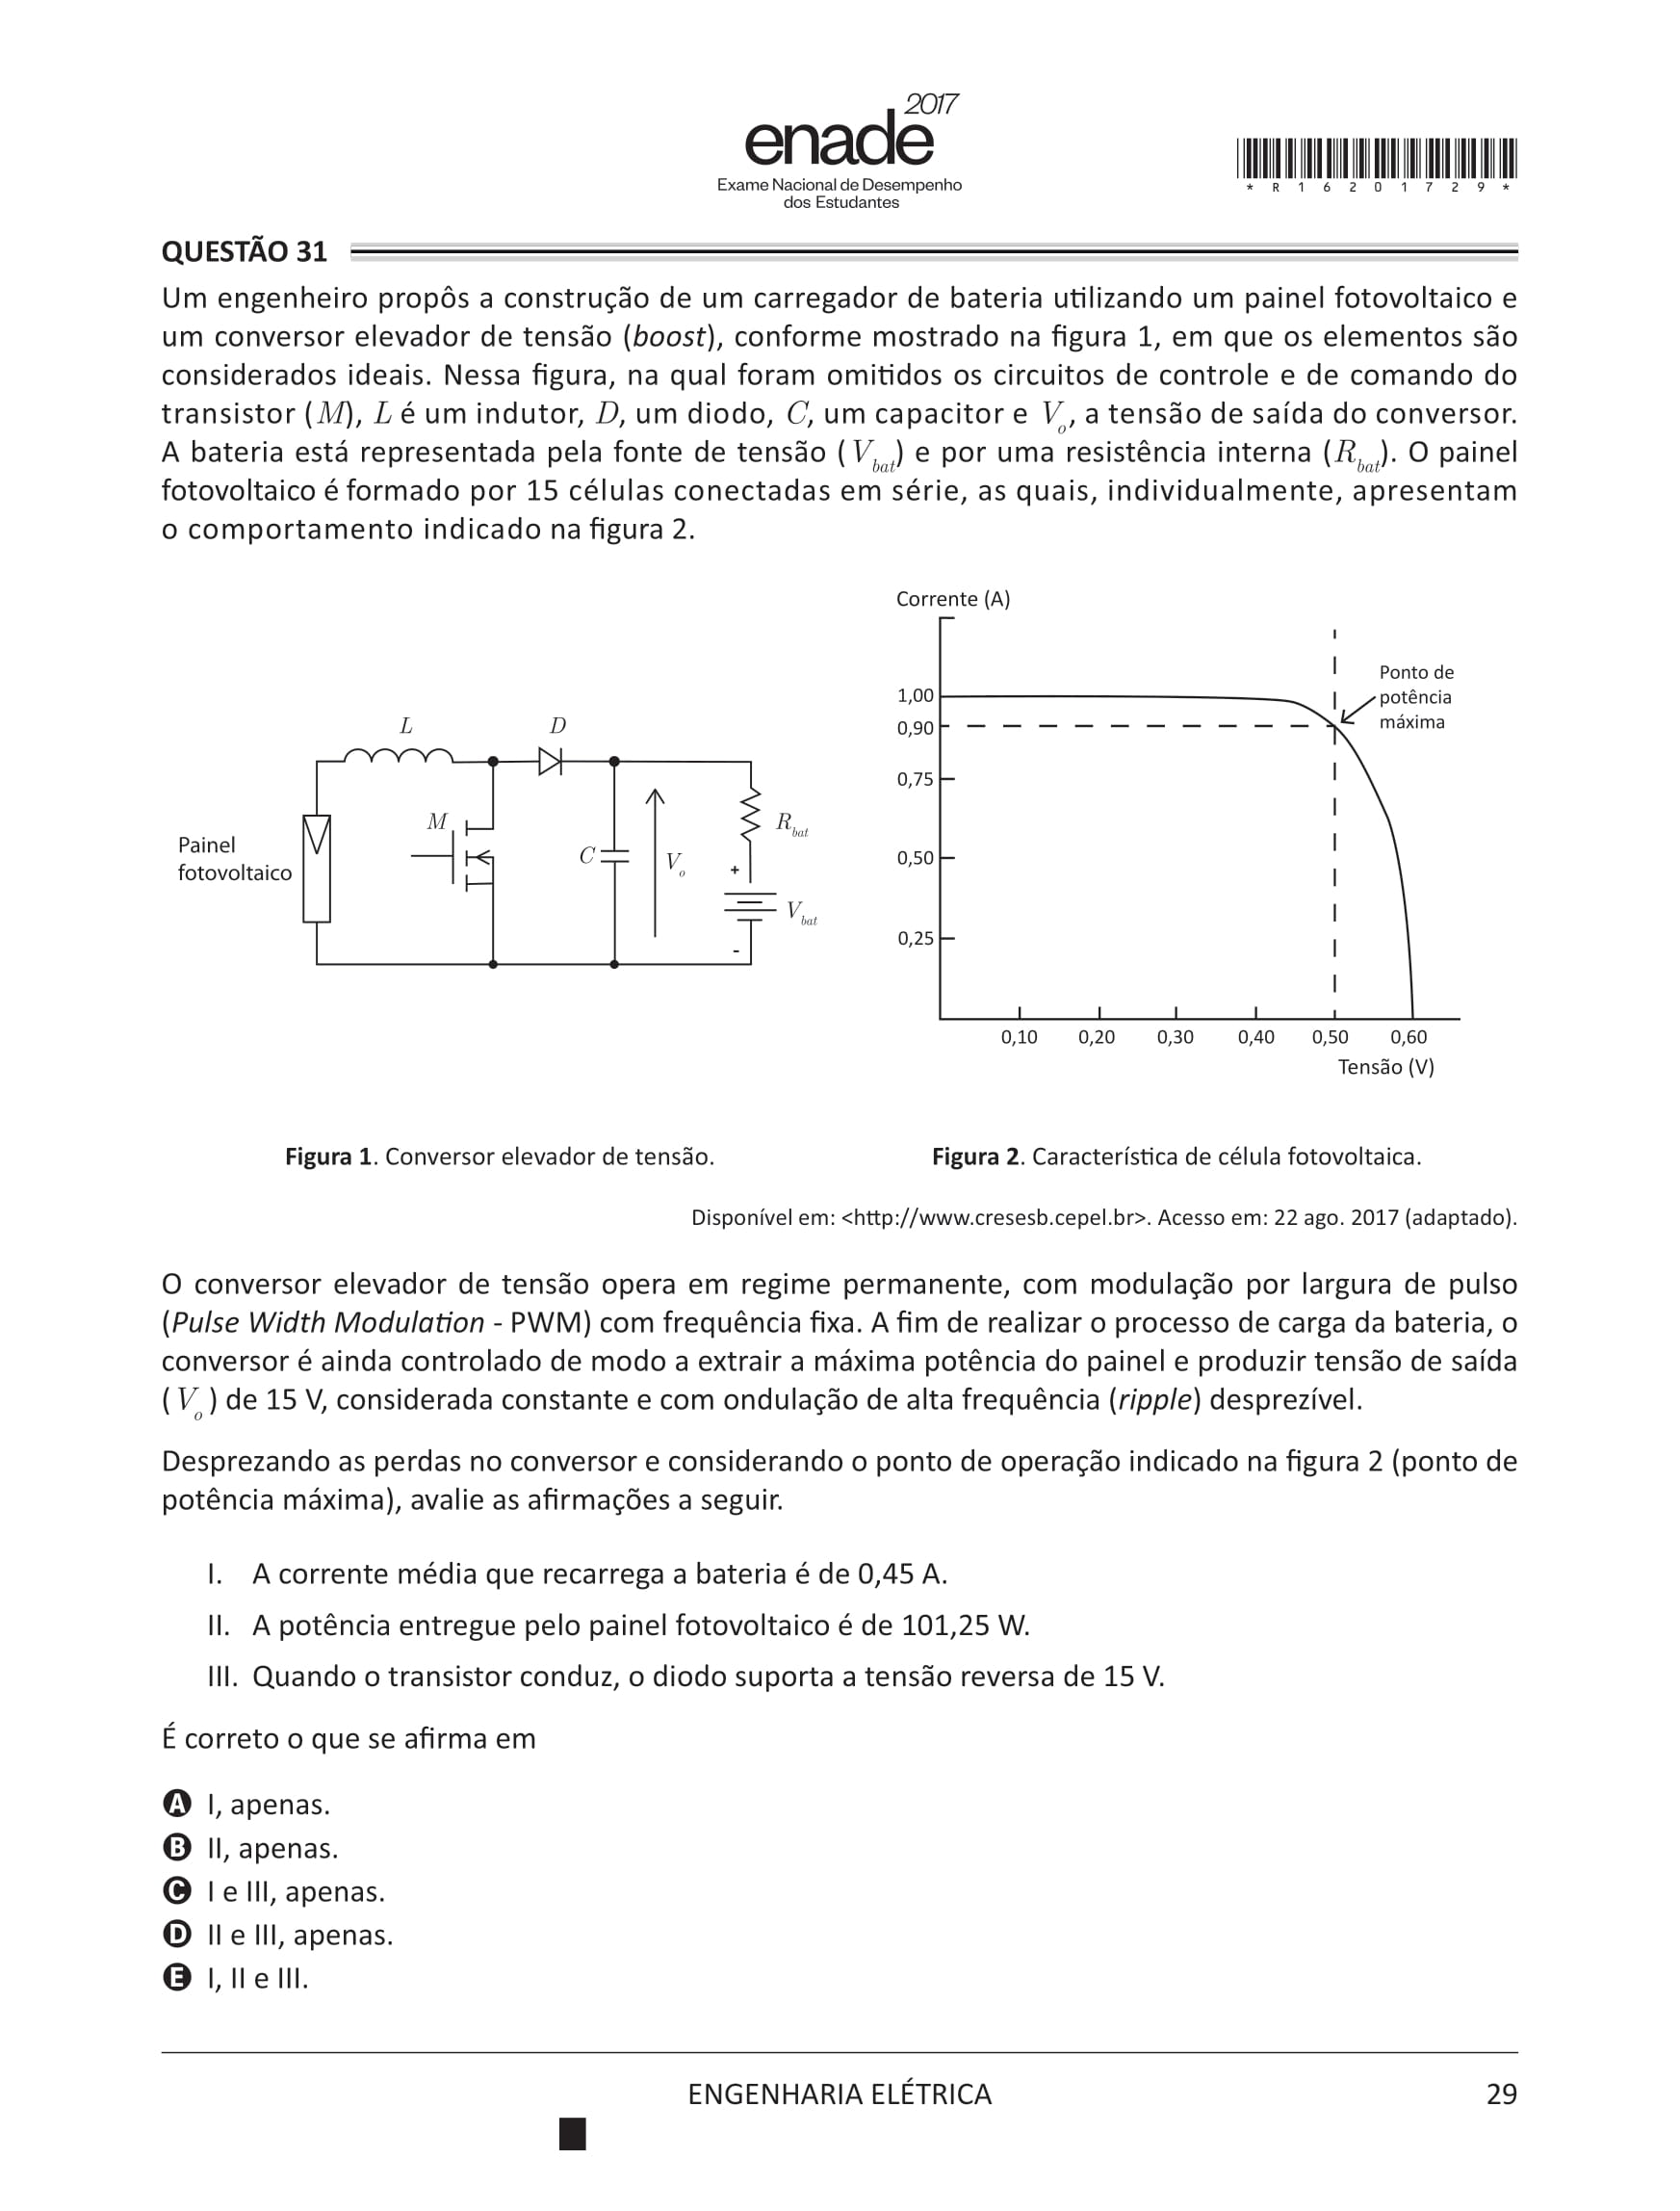 2017
enade
Exame Nacional de Desempenho
dos Estudantes
* R 1 6 2 0 1 7 2 9 *
QUESTÃO 31
Um engenheiro propôs a construção de um carregador de bateria utilizando um painel fotovoltaico e
um conversor elevador de tensão (boost), conforme mostrado na figura 1, em que os elementos são
considerados ideais. Nessa figura, na qual foram omitidos os circuitos de controle e de comando do
transistor (M), L é um indutor, D, um diodo, C, um capacitor e Vo, a tensão de saída do conversor.
A bateria está representada pela fonte de tensão (Vbat) e por uma resistência interna (Rbat). O painel
fotovoltaico é formado por 15 células conectadas em série, as quais, individualmente, apresentam
o comportamento indicado na figura 2.
L
D
M
Painel
fotovoltaico
C
Vo
Rbat
+
Vbat
-
Corrente (A)
1,00
0,90
0,75
0,50
0,25
Ponto de
potência
máxima
0,10 0,20 0,30 0,40 0,50 0,60
Tensão (V)
Figura 1. Conversor elevador de tensão.
Figura 2. Característica de célula fotovoltaica.
Disponível em: <http://www.cresesb.cepel.br>. Acesso em: 22 ago. 2017 (adaptado).
O conversor elevador de tensão opera em regime permanente, com modulação por largura de pulso
(Pulse Width Modulation - PWM) com frequência fixa. A fim de realizar o processo de carga da bateria, o
conversor é ainda controlado de modo a extrair a máxima potência do painel e produzir tensão de saída
(Vo) de 15 V, considerada constante e com ondulação de alta frequência (ripple) desprezível.
Desprezando as perdas no conversor e considerando o ponto de operação indicado na figura 2 (ponto de
potência máxima), avalie as afirmações a seguir.
I. A corrente média que recarrega a bateria é de 0,45 A.
II. A potência entregue pelo painel fotovoltaico é de 101,25 W.
III. Quando o transistor conduz, o diodo suporta a tensão reversa de 15 V.
É correto o que se afirma em
A I, apenas.
B II, apenas.
C I e III, apenas.
D II e III, apenas.
E I, II e III.
ENGENHARIA ELÉTRICA
29